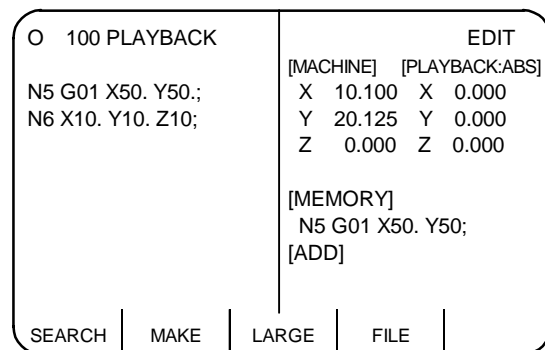 O 100 PLAYBACK EDIT
[MACHINE] [PLAYBACK:ABS]
N5 G01 X50. Y50.; X 10.100 X 0.000
N6 X10. Y10. Z10; Y 20.125 Y 0.000
Z 0.000 Z 0.000
[MEMORY]
N5 G01 X50. Y50;
[ADD]
SEARCH MAKE LARGE FILE